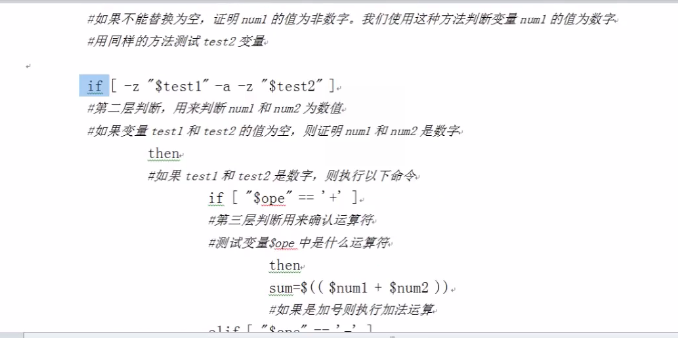 #如果不能替换为空，证明 num1 的值为非数字。我们使用这种方法判断变量 num1 的值为数字
#用同样的方法测试 test2 变量
if [ -z "$test1" -a -z "$test2" ]
#第二层判断，用来判断 num1 和 num2 为数值
#如果变量 test1 和 test2 的值为空，则证明 num1 和 num2 是数字
then
#如果 test1 和 test2 是数字，则执行以下命令
if [ "$ope" == '+' ]
#第三层判断用来确认运算符
#测试变量$ope 中是什么运算符
then
sum=$(( $num1 + $num2 ))
#如果是加号则执行加法运算
elif [ "$ope" == '-' ]